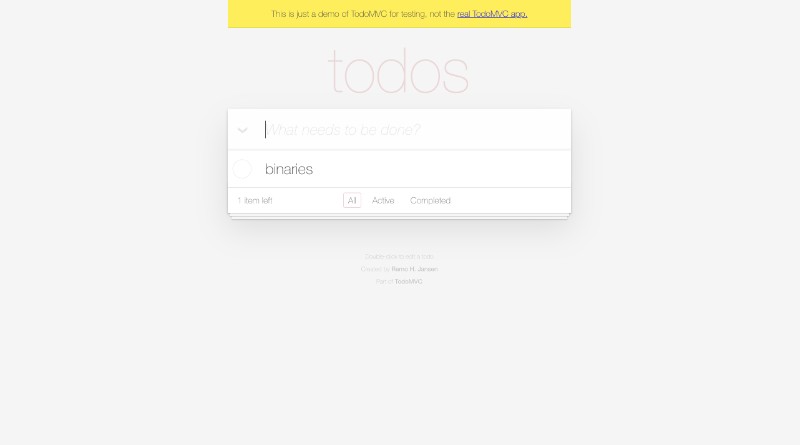 This is just a demo of TodoMVC for testing, not the real TodoMVC app.
todos
What needs to be done?
binaries
1 item left
All
Active
Completed
Double-click to edit a todo
Created by Remo H. Jansen
Part of TodoMVC